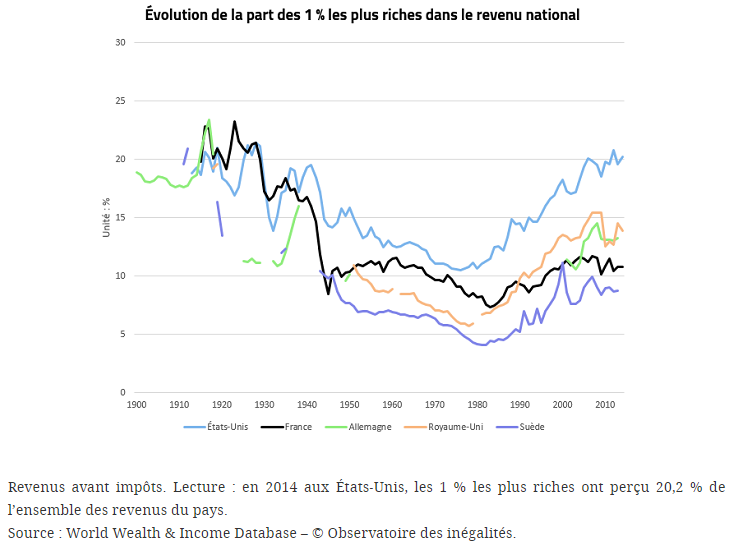 Évolution de la part des 1 % les plus riches dans le revenu national
30
25
20
15
10
5
0
Unité : %
1900 1910 1920 1930 1940 1950 1960 1970 1980 1990 2000 2010
États-Unis France Allemagne Royaume-Uni Suède
Revenus avant impôts. Lecture : en 2014 aux États-Unis, les 1 % les plus riches ont perçu 20,2 % de
l’ensemble des revenus du pays.
Source : World Wealth & Income Database – © Observatoire des inégalités.